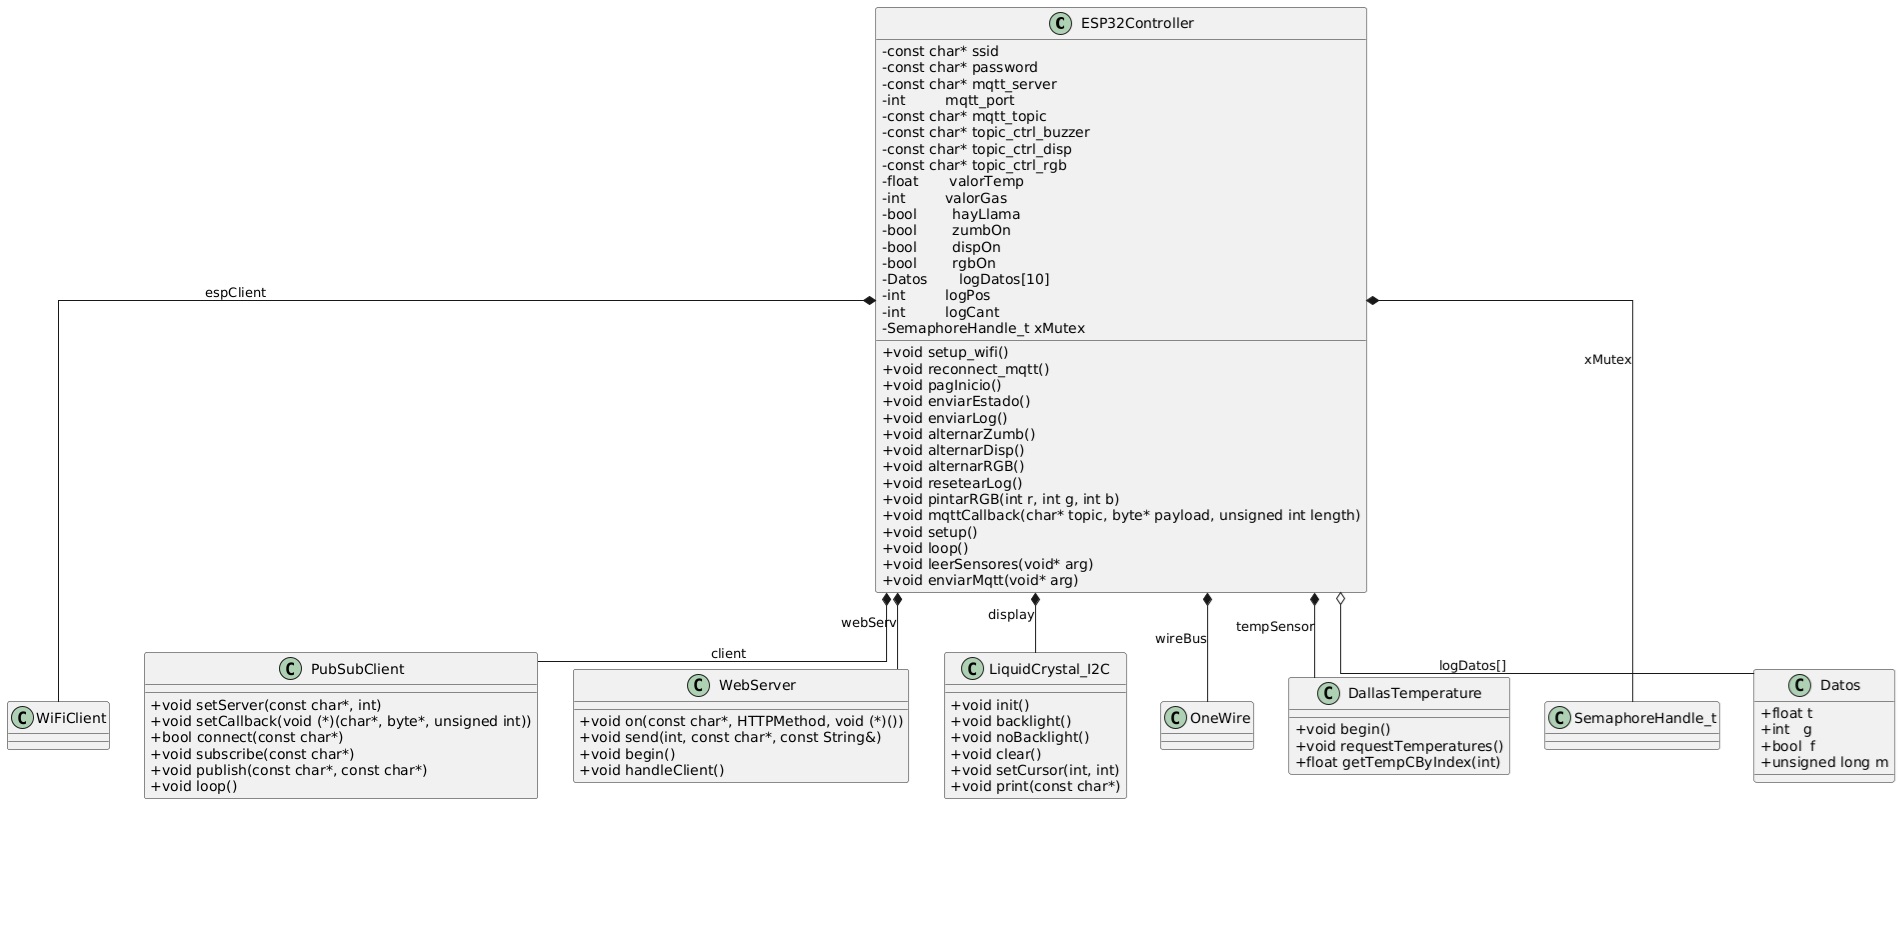 ESP32Controller
-const char* ssid
-const char* password
-const char* mqtt_server
-int mqtt_port
-const char* mqtt_topic
-const char* topic_ctrl_buzzer
-const char* topic_ctrl_disp
-const char* topic_ctrl_rgb
-float valorTemp
-int valorGas
-bool hayLlama
-bool zumbOn
-bool dispOn
-bool rgbOn
-Datos logDatos[10]
-int logPos
-int logCant
-SemaphoreHandle_t xMutex
+void setup_wifi()
+void reconnect_mqtt()
+void pagInicio()
+void enviarEstado()
+void enviarLog()
+void alternarZumb()
+void alternarDisp()
+void alternarRGB()
+void resetearLog()
+void pintarRGB(int r, int g, int b)
+void mqttCallback(char* topic, byte* payload, unsigned int length)
+void setup()
+void loop()
+void leerSensores(void* arg)
+void enviarMqtt(void* arg)
espClient
xMutex
client
webServ
display
wireBus
tempSensor
logDatos[]
WiFiClient
PubSubClient
+void setServer(const char*, int)
+void setCallback(void (*)(char*, byte*, unsigned int))
+bool connect(const char*)
+void subscribe(const char*)
+void publish(const char*, const char*)
+void loop()
WebServer
+void on(const char*, HTTPMethod, void (*)())
+void send(int, const char*, const String&)
+void begin()
+void handleClient()
LiquidCrystal_I2C
+void init()
+void backlight()
+void noBacklight()
+void clear()
+void setCursor(int, int)
+void print(const char*)
OneWire
DallasTemperature
+void begin()
+void requestTemperatures()
+float getTempCByIndex(int)
SemaphoreHandle_t
Datos
+float t
+int g
+bool f
+unsigned long m